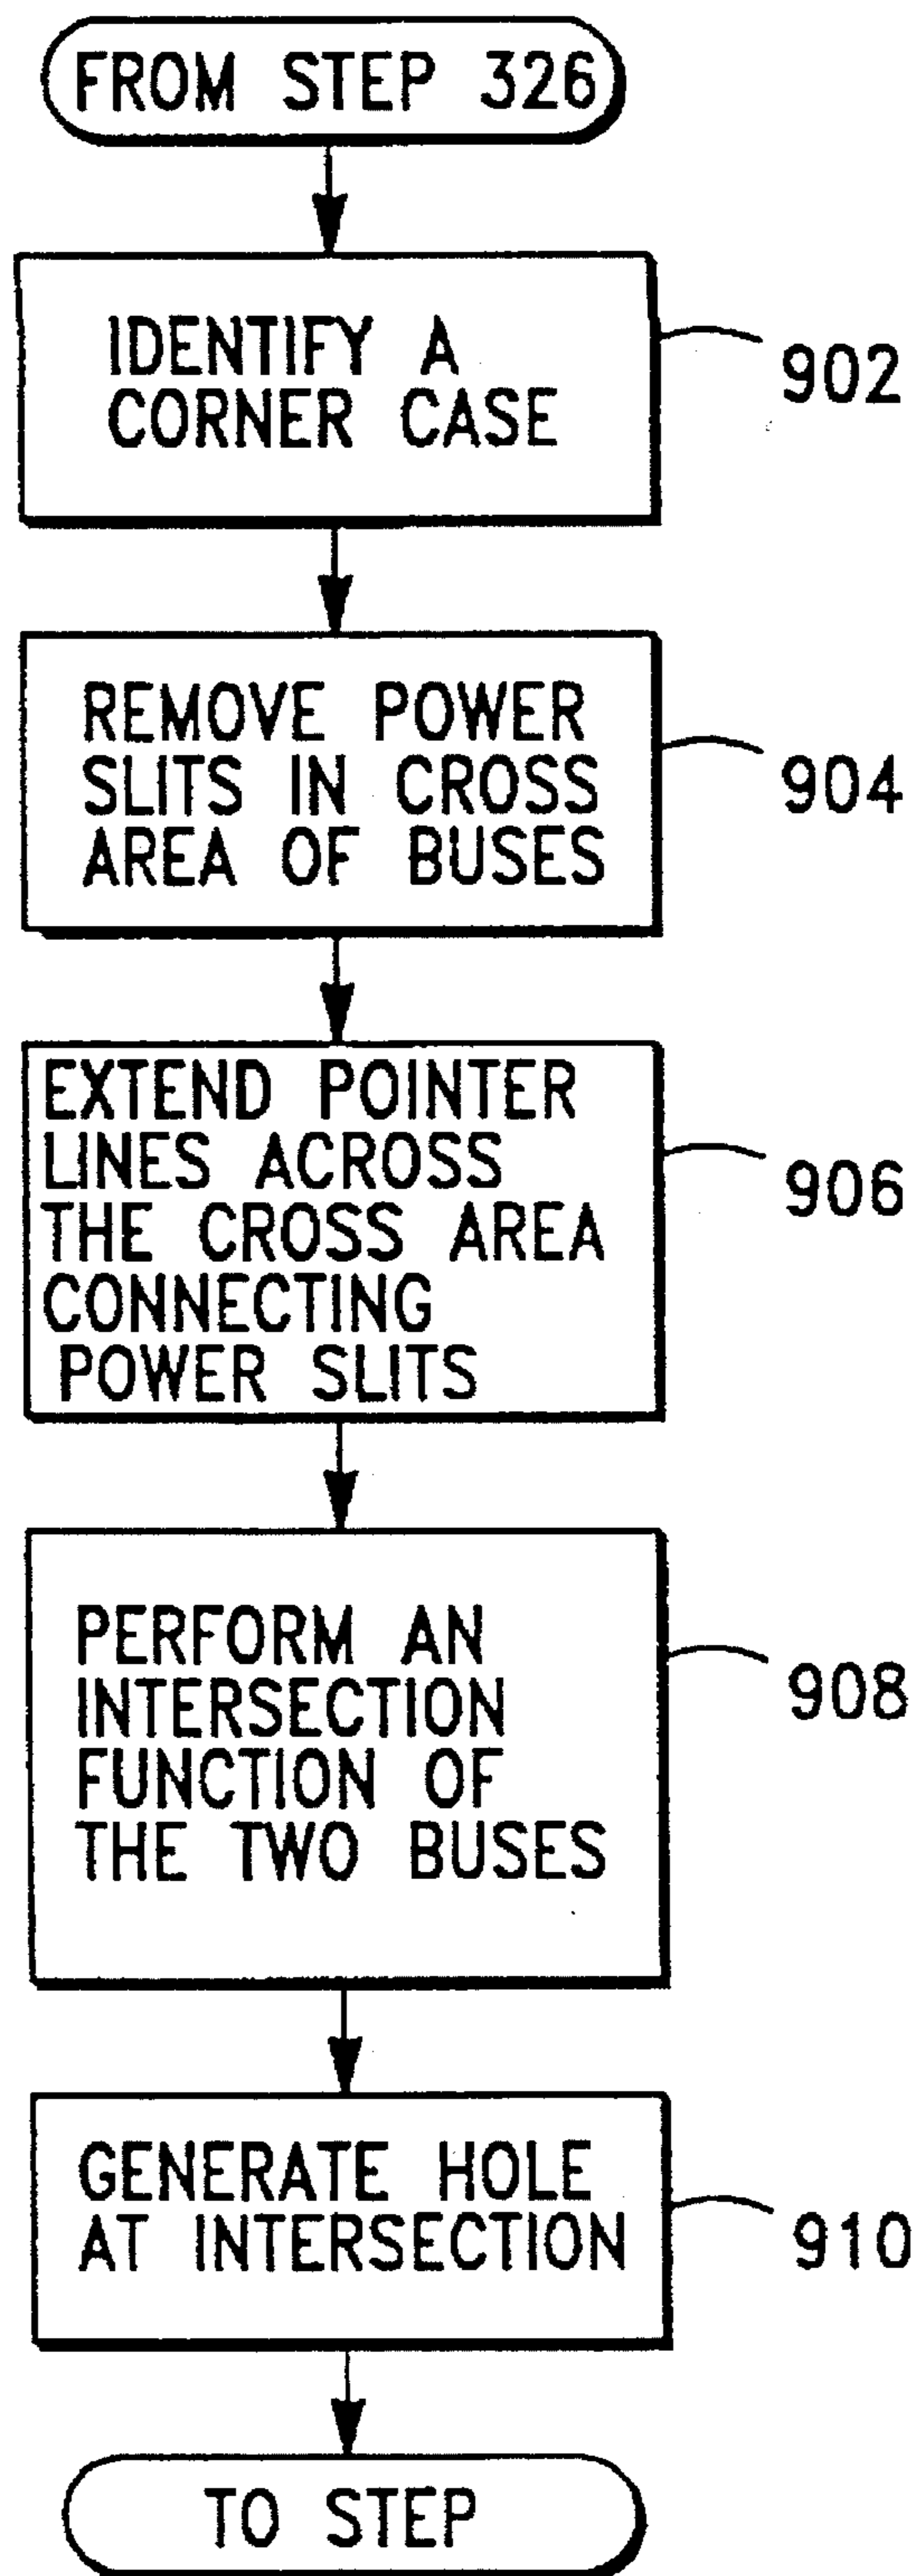 FROM STEP 326
IDENTIFY A
CORNER CASE
902
REMOVE POWER
SLITS IN CROSS
AREA OF BUSES
904
EXTEND POINTER
LINES ACROSS
THE CROSS AREA
CONNECTING
POWER SLITS
906
PERFORM AN
INTERSECTION
FUNCTION OF
THE TWO BUSES
908
GENERATE HOLE
AT INTERSECTION
910
TO STEP